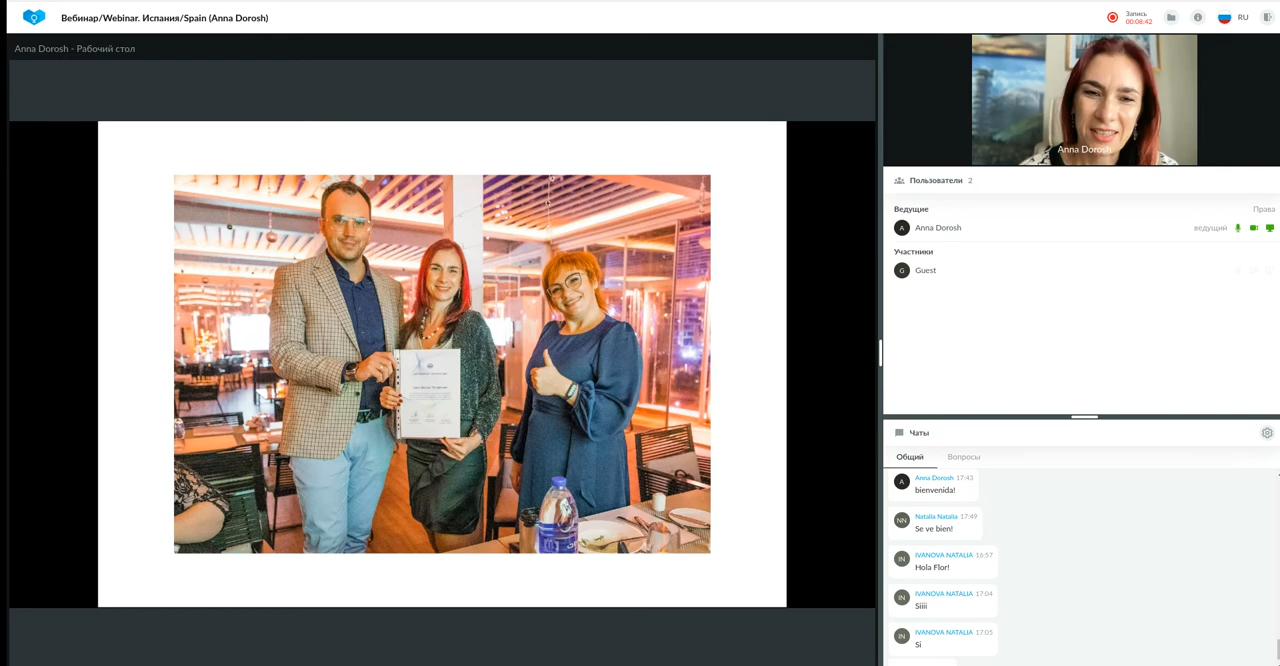 Вебинар/Webinar. Испания/Spain (Anna Dorosh)
Запись
00:08:42
RU
Anna Dorosh - Рабочий стол
Anna Dorosh
Пользователи 2
Ведущие
Права
A
Anna Dorosh
ведущий
Участники
G
Guest
Чаты
Общий
Вопросы
A
Anna Dorosh 17:43
bienvenida!
NN
Natalia Natalia 17:49
Se ve bien!
IN
IVANOVA NATALIA 16:57
Hola Flor!
IN
IVANOVA NATALIA 17:04
Siiii
IN
IVANOVA NATALIA 17:05
Si